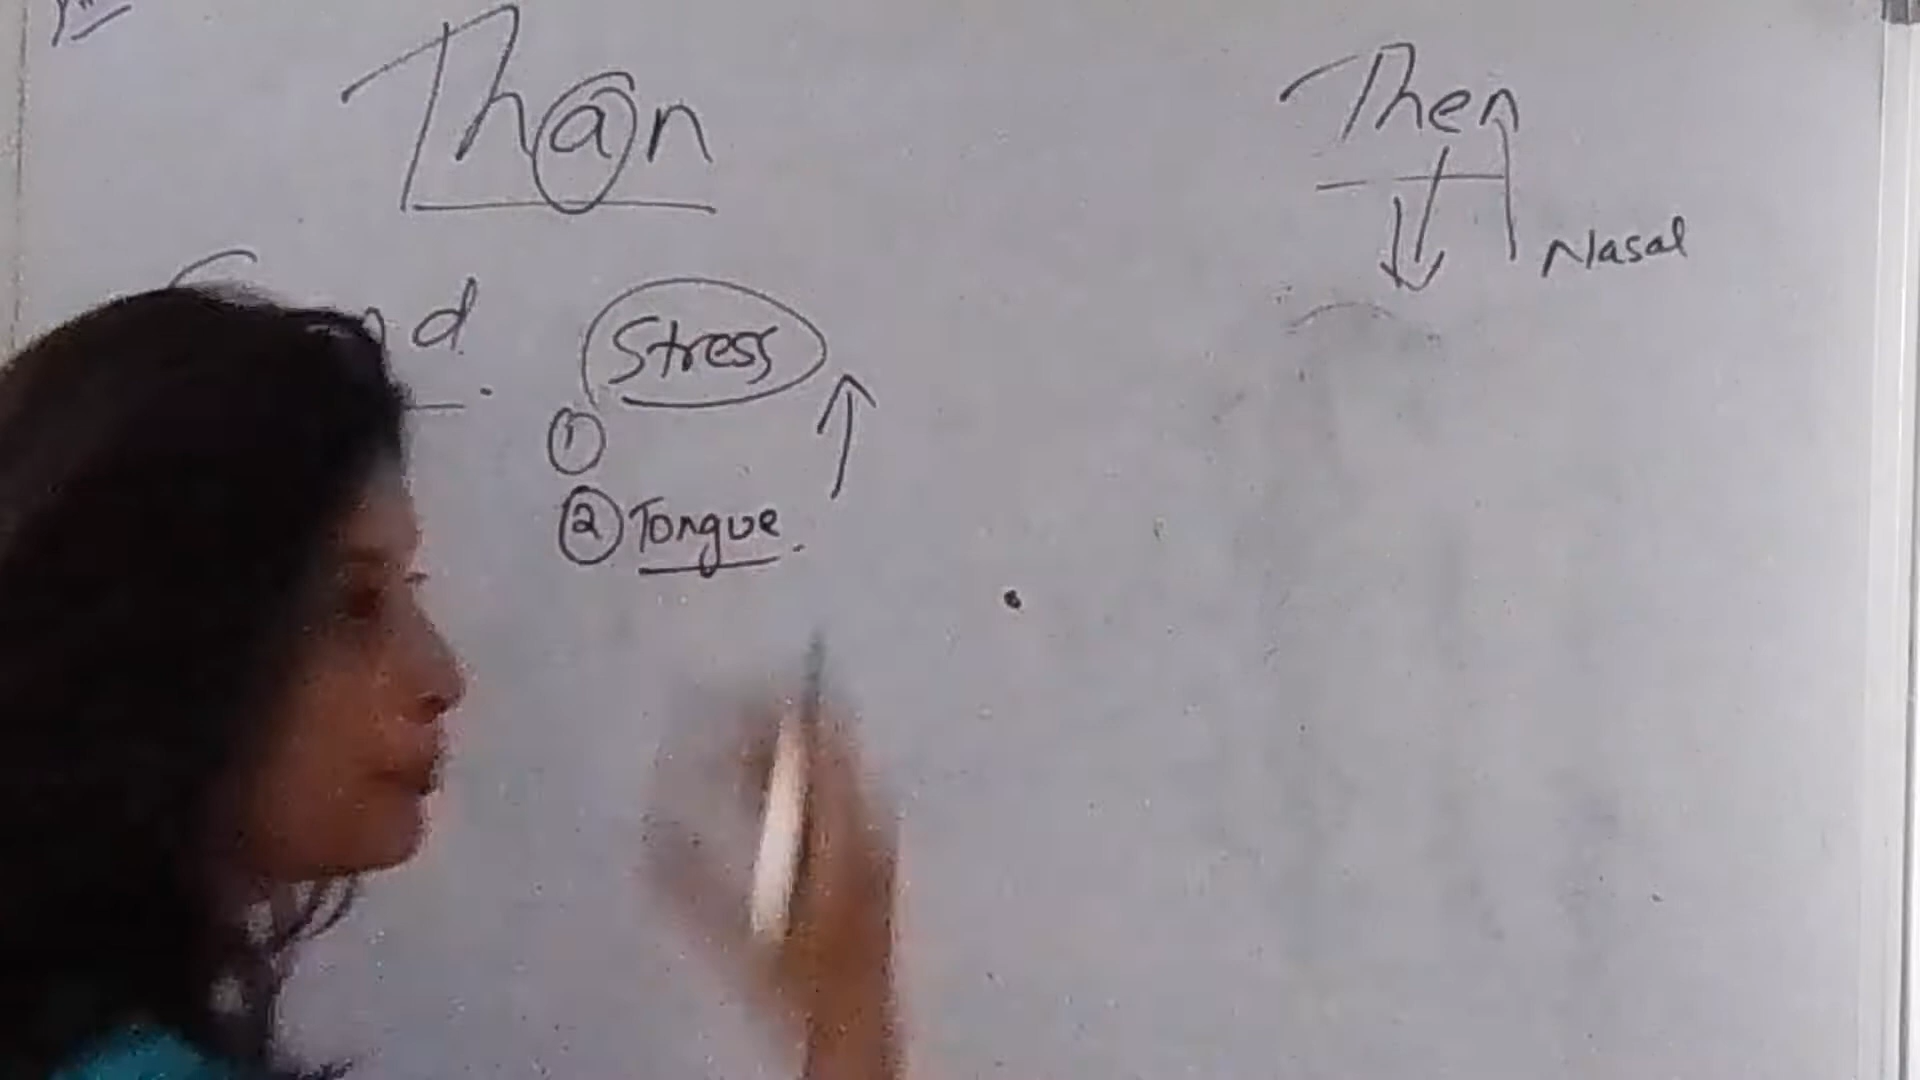 Than
Then
Nasal
Stress
①
② Tongue.